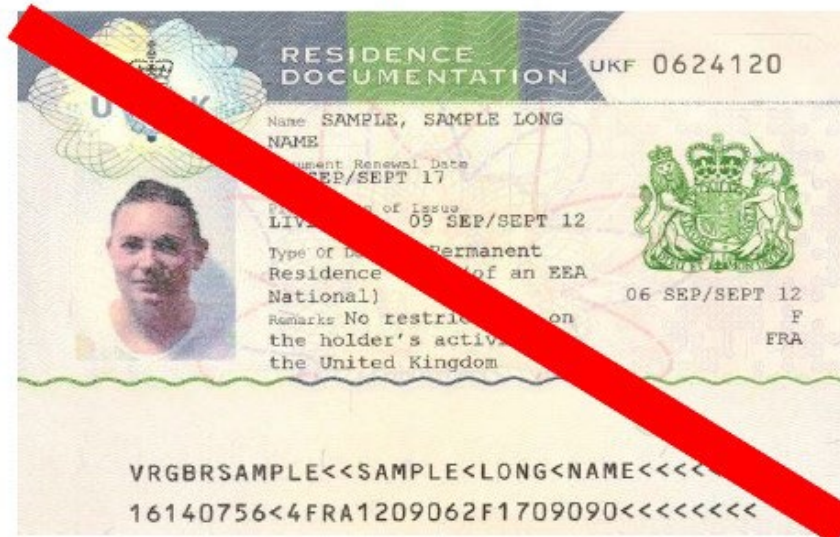 RESIDENCE
DOCUMENTATION
UKF 0624120
U K
Name SAMPLE, SAMPLE LONG
NAME
Renewal Date
SEP/SEPT 17
of Issue
09 SEP/SEPT 12
Type Of Permanent
Residence of an EEA
National)
06 SEP/SEPT 12
Remarks No on
F
the holder's
FRA
the United Kingdom
VRGBRSAMPLE<<SAMPLE<LONG<NAME<<<<
16140756<4FRA1209062F1709090<<<<<<<<